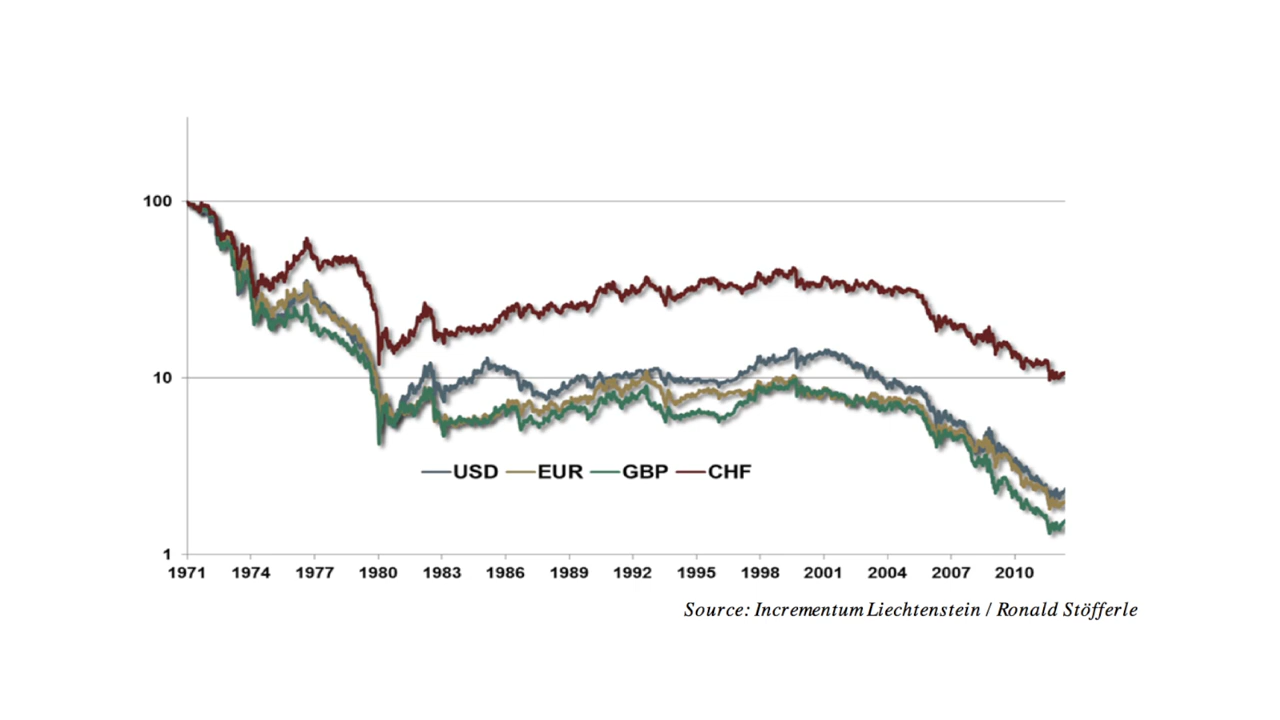 100
10
1
USD EUR GBP CHF
1971 1974 1977 1980 1983 1986 1989 1992 1995 1998 2001 2004 2007 2010
Source: Incrementum Liechtenstein / Ronald Stöfferle